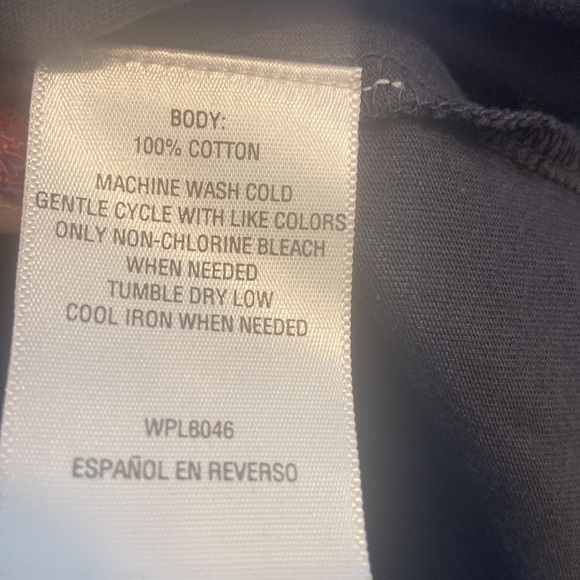 BODY:
100% COTTON
MACHINE WASH COLD
GENTLE CYCLE WITH LIKE COLORS
ONLY NON-CHLORINE BLEACH
WHEN NEEDED
TUMBLE DRY LOW
COOL IRON WHEN NEEDED
WPL8046
ESPAÑOL EN REVERSO